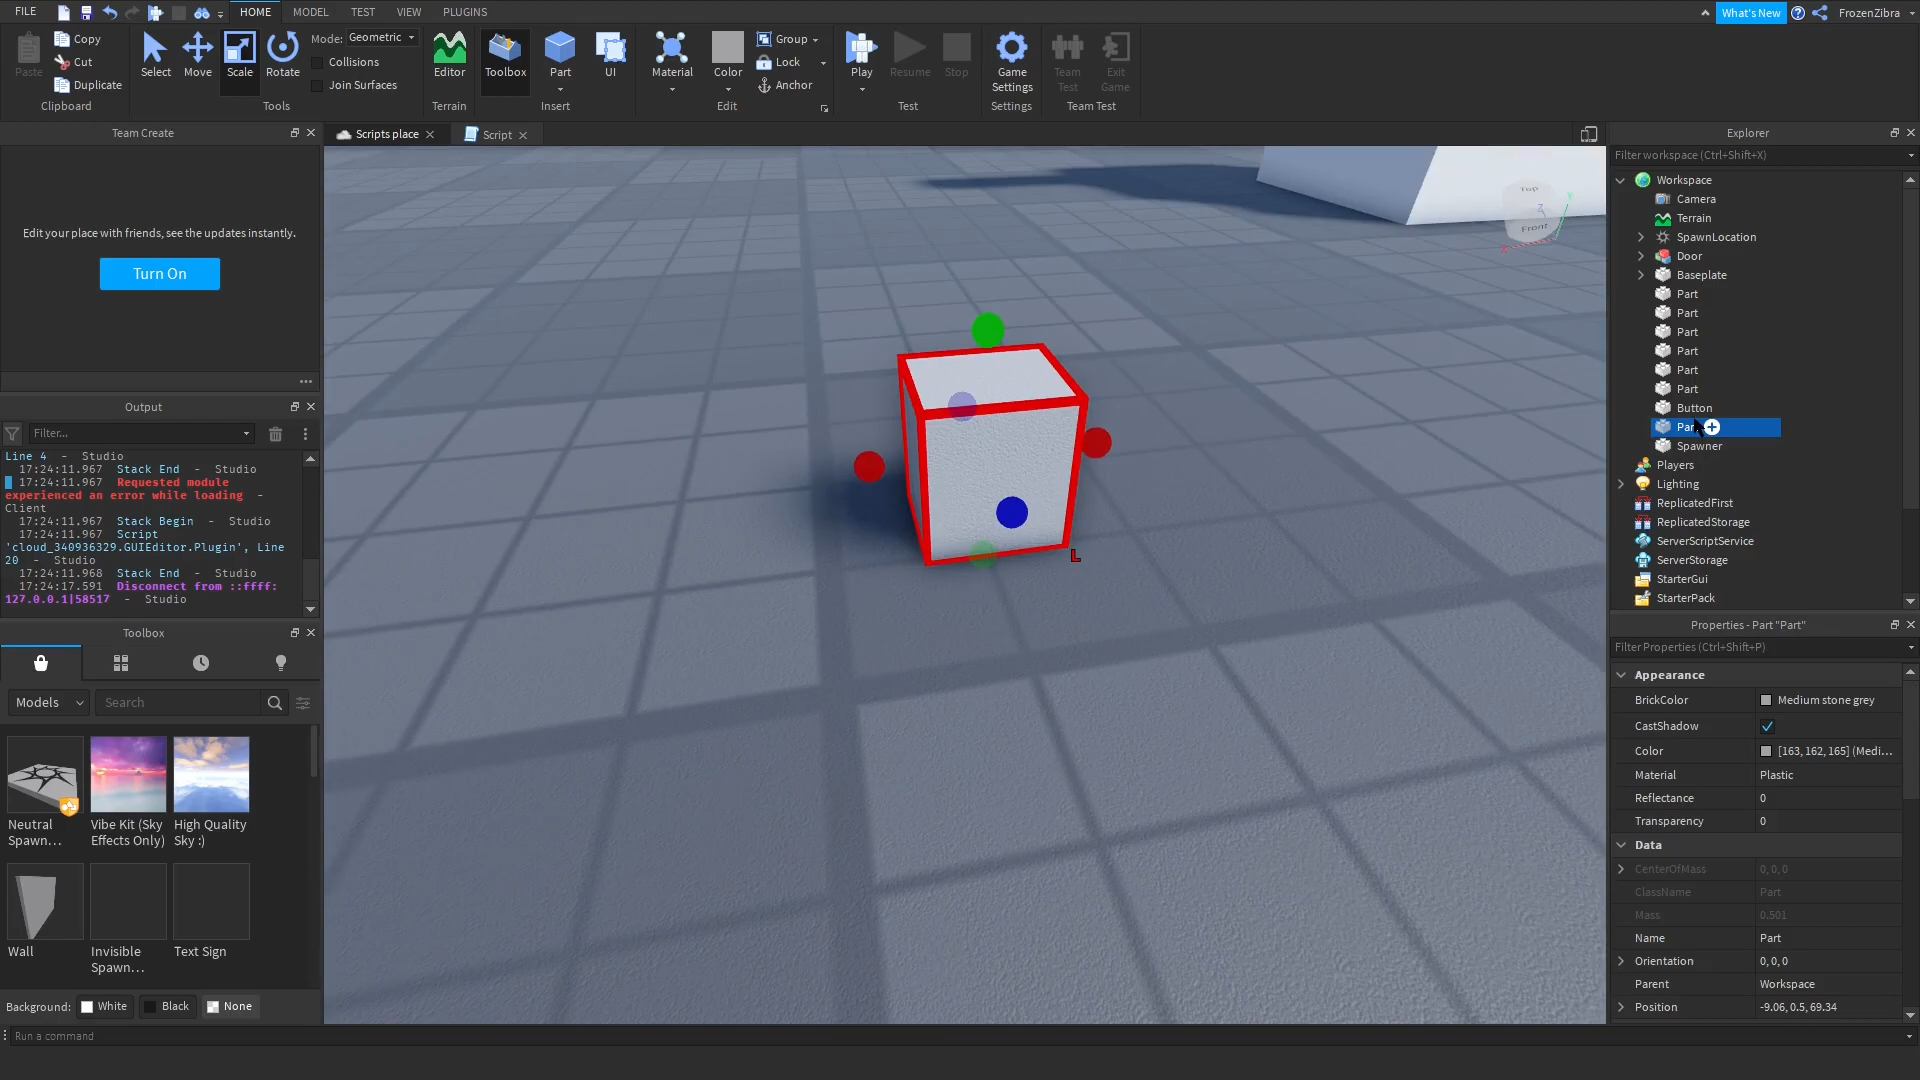 FILE
HOME
MODEL
TEST
VIEW
PLUGINS
What's New
FrozenZibra
Paste
Copy
Cut
Duplicate
Clipboard
Select
Move
Scale
Rotate
Mode: Geometric
Collisions
Join Surfaces
Tools
Editor
Terrain
Toolbox
Part
UI
Insert
Material
Color
Group
Lock
Anchor
Edit
Play
Resume
Stop
Test
Game
Settings
Settings
Team
Test
Exit
Game
Team Test
Team Create
Edit your place with friends, see the updates instantly.
Turn On
Output
Filter...
Line 4 - Studio
17:24:11.967 Stack End - Studio
17:24:11.967 Requested module
experienced an error while loading -
Client
17:24:11.967 Stack Begin - Studio
17:24:11.967 Script
'cloud_340936329.GUIEditor.Plugin', Line
20 - Studio
17:24:11.968 Stack End - Studio
17:24:17.591 Disconnect from ::ffff:
127.0.0.1|58517 - Studio
Toolbox
Models
Search
Neutral
Spawn...
Vibe Kit (Sky
Effects Only)
High Quality
Sky :)
Wall
Invisible
Spawn...
Text Sign
Background: White Black None
Run a command
Scripts place
Script
Top
Front
Z
Y
X
L
Explorer
Filter workspace (Ctrl+Shift+X)
Workspace
Camera
Terrain
SpawnLocation
Door
Baseplate
Part
Part
Part
Part
Part
Part
Button
Par
Spawner
Players
Lighting
ReplicatedFirst
ReplicatedStorage
ServerScriptService
ServerStorage
StarterGui
StarterPack
Properties - Part "Part"
Filter Properties (Ctrl+Shift+P)
Appearance
BrickColor Medium stone grey
CastShadow
Color [163, 162, 165] (Medi...
Material Plastic
Reflectance 0
Transparency 0
Data
CenterOfMass 0, 0, 0
ClassName Part
Mass 0.501
Name Part
Orientation 0, 0, 0
Parent Workspace
Position -9.06, 0.5, 69.34